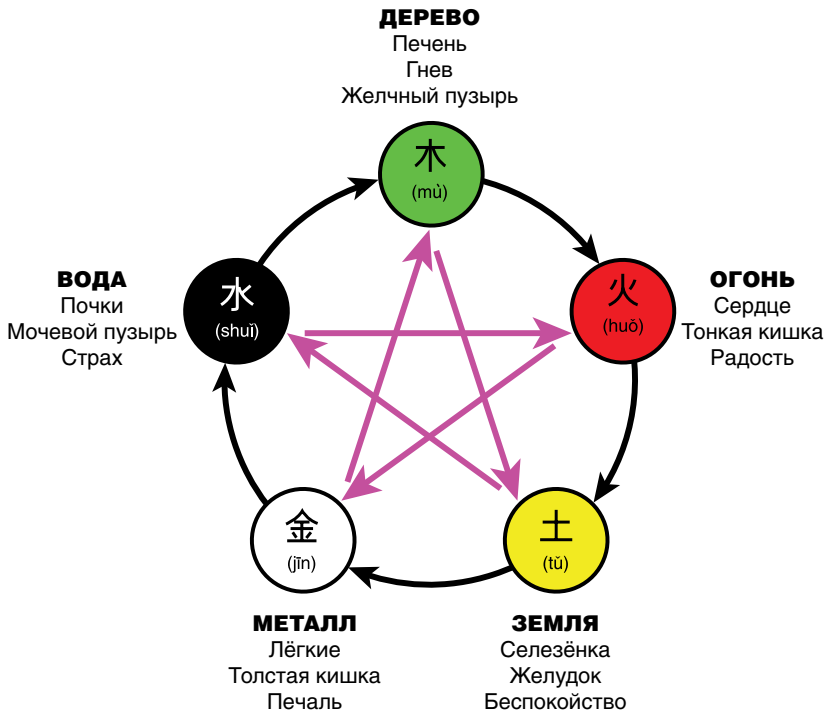 ДЕРЕВО
Печень
Гнев
Желчный пузырь
木
(mù)
ВОДА
Почки
Мочевой пузырь
Страх
水
(shuǐ)
火
(huǒ)
ОГОНЬ
Сердце
Тонкая кишка
Радость
金
(jīn)
土
(tǔ)
МЕТАЛЛ
Лёгкие
Толстая кишка
Печаль
ЗЕМЛЯ
Селезёнка
Желудок
Беспокойство